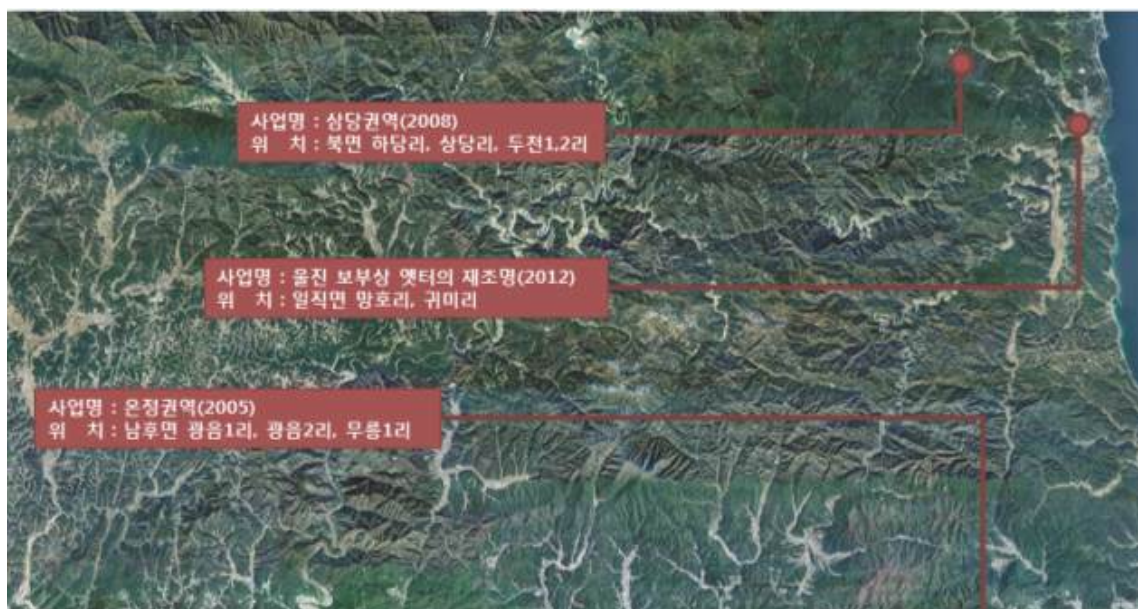 사업명 : 삼당권역(2008)
위 치 : 북면 하당리, 상당리, 두천1,2리
사업명 : 울진 보부상 옛터의 재조명(2012)
위 치 : 일직면 망호리, 귀미리
사업명 : 온정권역(2005)
위 치 : 남후면 광음1리, 광음2리, 무릉1리